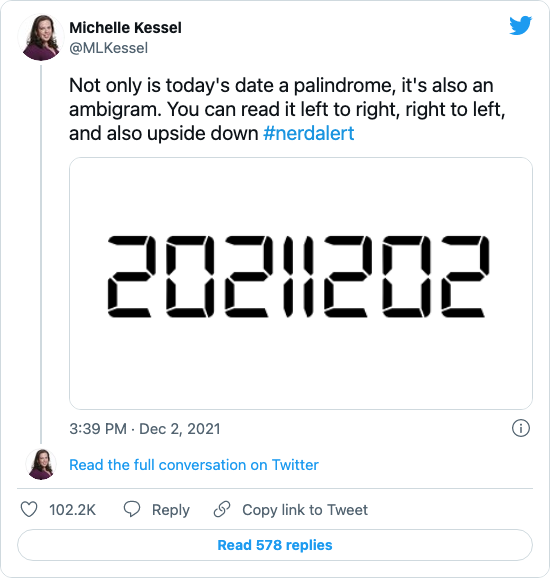 Michelle Kessel
@MLKessel
Not only is today's date a palindrome, it's also an
ambigram. You can read it left to right, right to left,
and also upside down #nerdalert
20211202
3:39 PM · Dec 2, 2021
Read the full conversation on Twitter
102.2K Reply Copy link to Tweet
Read 578 replies